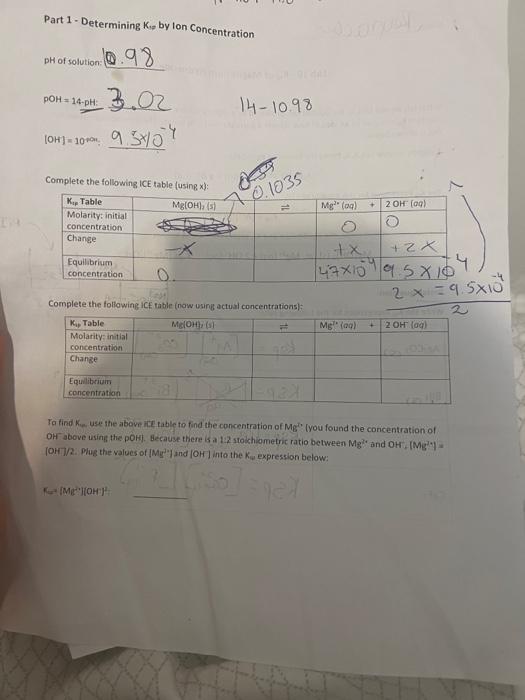 Part 1 - Determining Ksp by Ion Concentration
pH of solution: 10.98
pOH = 14-pH: 3.02
14-10.98
[OH] = 10^-pOH: 9.5x10^-4
Complete the following ICE table (using x):
0.1035
Ksp Table Mg(OH)2 (s) ⇌ Mg2+ (aq) + 2 OH- (aq)
Molarity: initial
concentration 0 0
Change -x +x +2x
Equilibrium
concentration 0. 4.7x10^-4 9.5x10^-4
2x = 9.5x10^-4
2
Complete the following ICE table (now using actual concentrations):
Ksp Table Mg(OH)2 (s) ⇌ Mg2+ (aq) + 2 OH- (aq)
Molarity: initial
concentration
Change
Equilibrium
concentration
To find Ksp, use the above ICE table to find the concentration of Mg2+ (you found the concentration of
OH- above using the pOH). Because there is a 1:2 stoichiometric ratio between Mg2+ and OH-, [Mg2+] =
[OH-]/2. Plug the values of [Mg2+] and [OH-] into the Ksp expression below:
Ksp= [Mg2+][OH-]2: